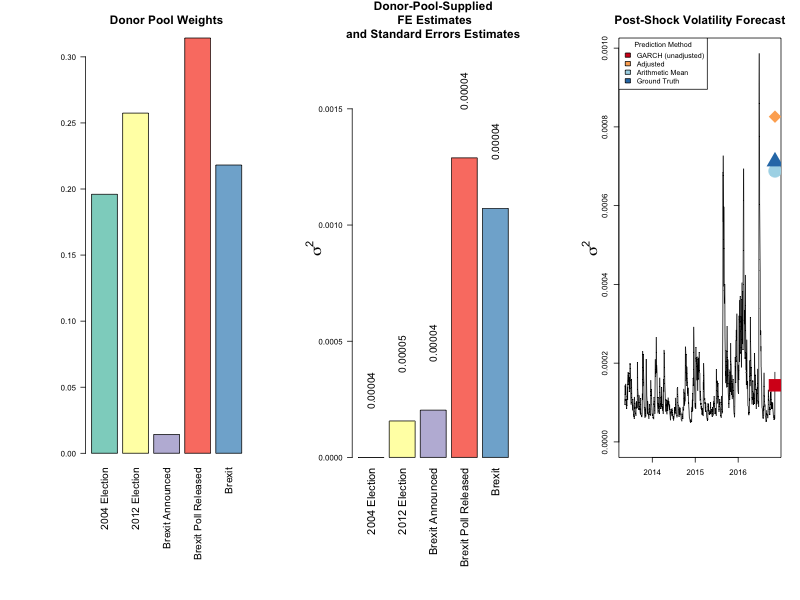 Donor Pool Weights
0.30
0.25
0.20
0.15
0.10
0.05
0.00
2004 Election
2012 Election
Brexit Announced
Brexit Poll Released
Brexit
Donor-Pool-Supplied
FE Estimates
and Standard Errors Estimates
σ2
0.0015
0.0010
0.0005
0.0000
0.00004
0.00005
0.00004
0.00004
0.00004
2004 Election
2012 Election
Brexit Announced
Brexit Poll Released
Brexit
Post-Shock Volatility Forecast
Prediction Method
GARCH (unadjusted)
Adjusted
Arithmetic Mean
Ground Truth
σ2
0.0010
0.0008
0.0006
0.0004
0.0002
0.0000
2014
2015
2016